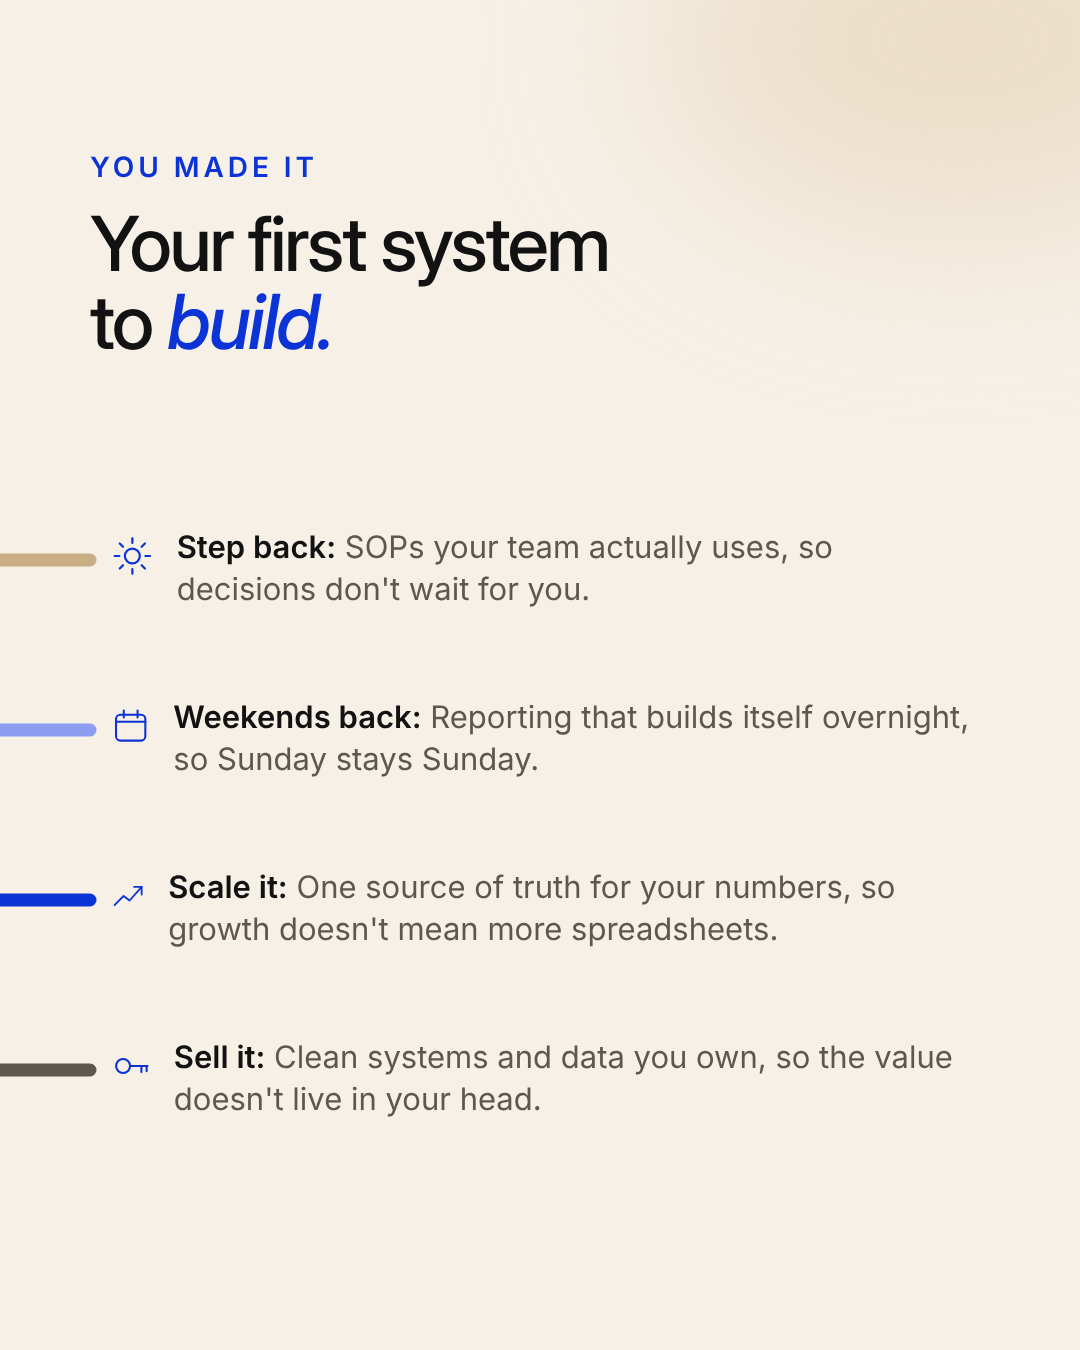 YOU MADE IT
Your first system
to build.
Step back: SOPs your team actually uses, so
decisions don't wait for you.
Weekends back: Reporting that builds itself overnight,
so Sunday stays Sunday.
Scale it: One source of truth for your numbers, so
growth doesn't mean more spreadsheets.
Sell it: Clean systems and data you own, so the value
doesn't live in your head.